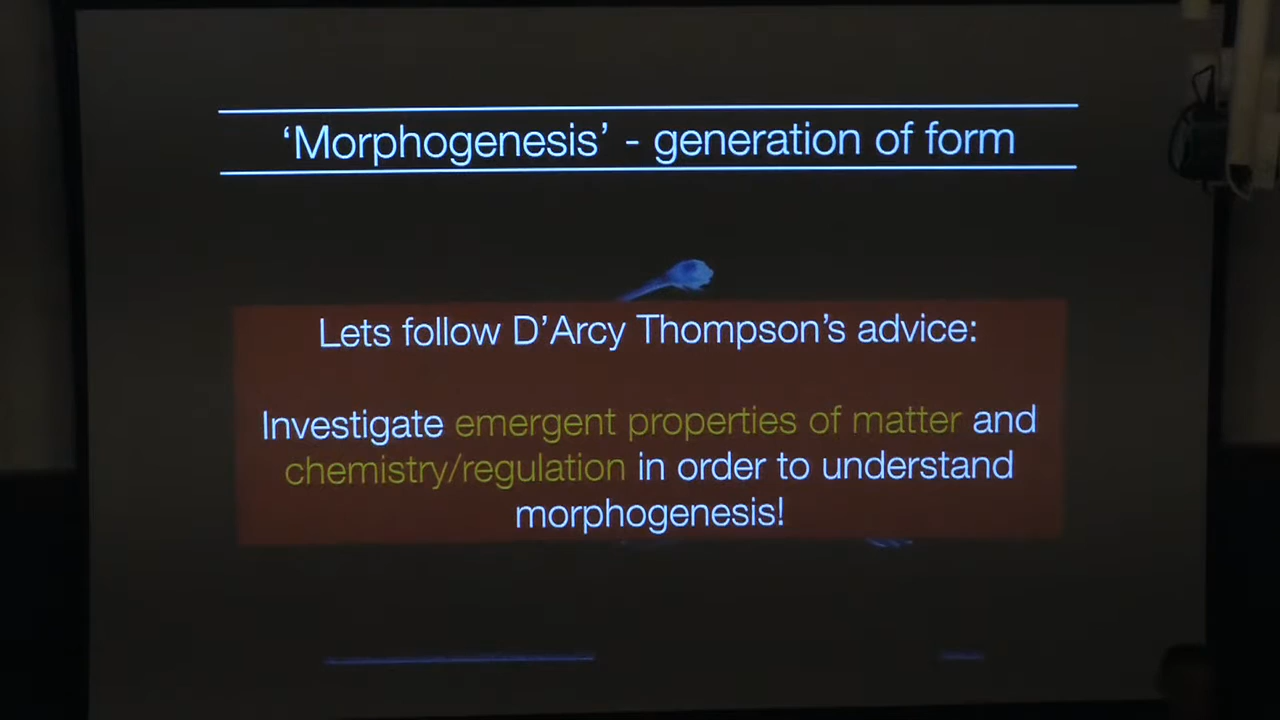 ‘Morphogenesis’ - generation of form
Lets follow D’Arcy Thompson’s advice:
Investigate emergent properties of matter and
chemistry/regulation in order to understand
morphogenesis!